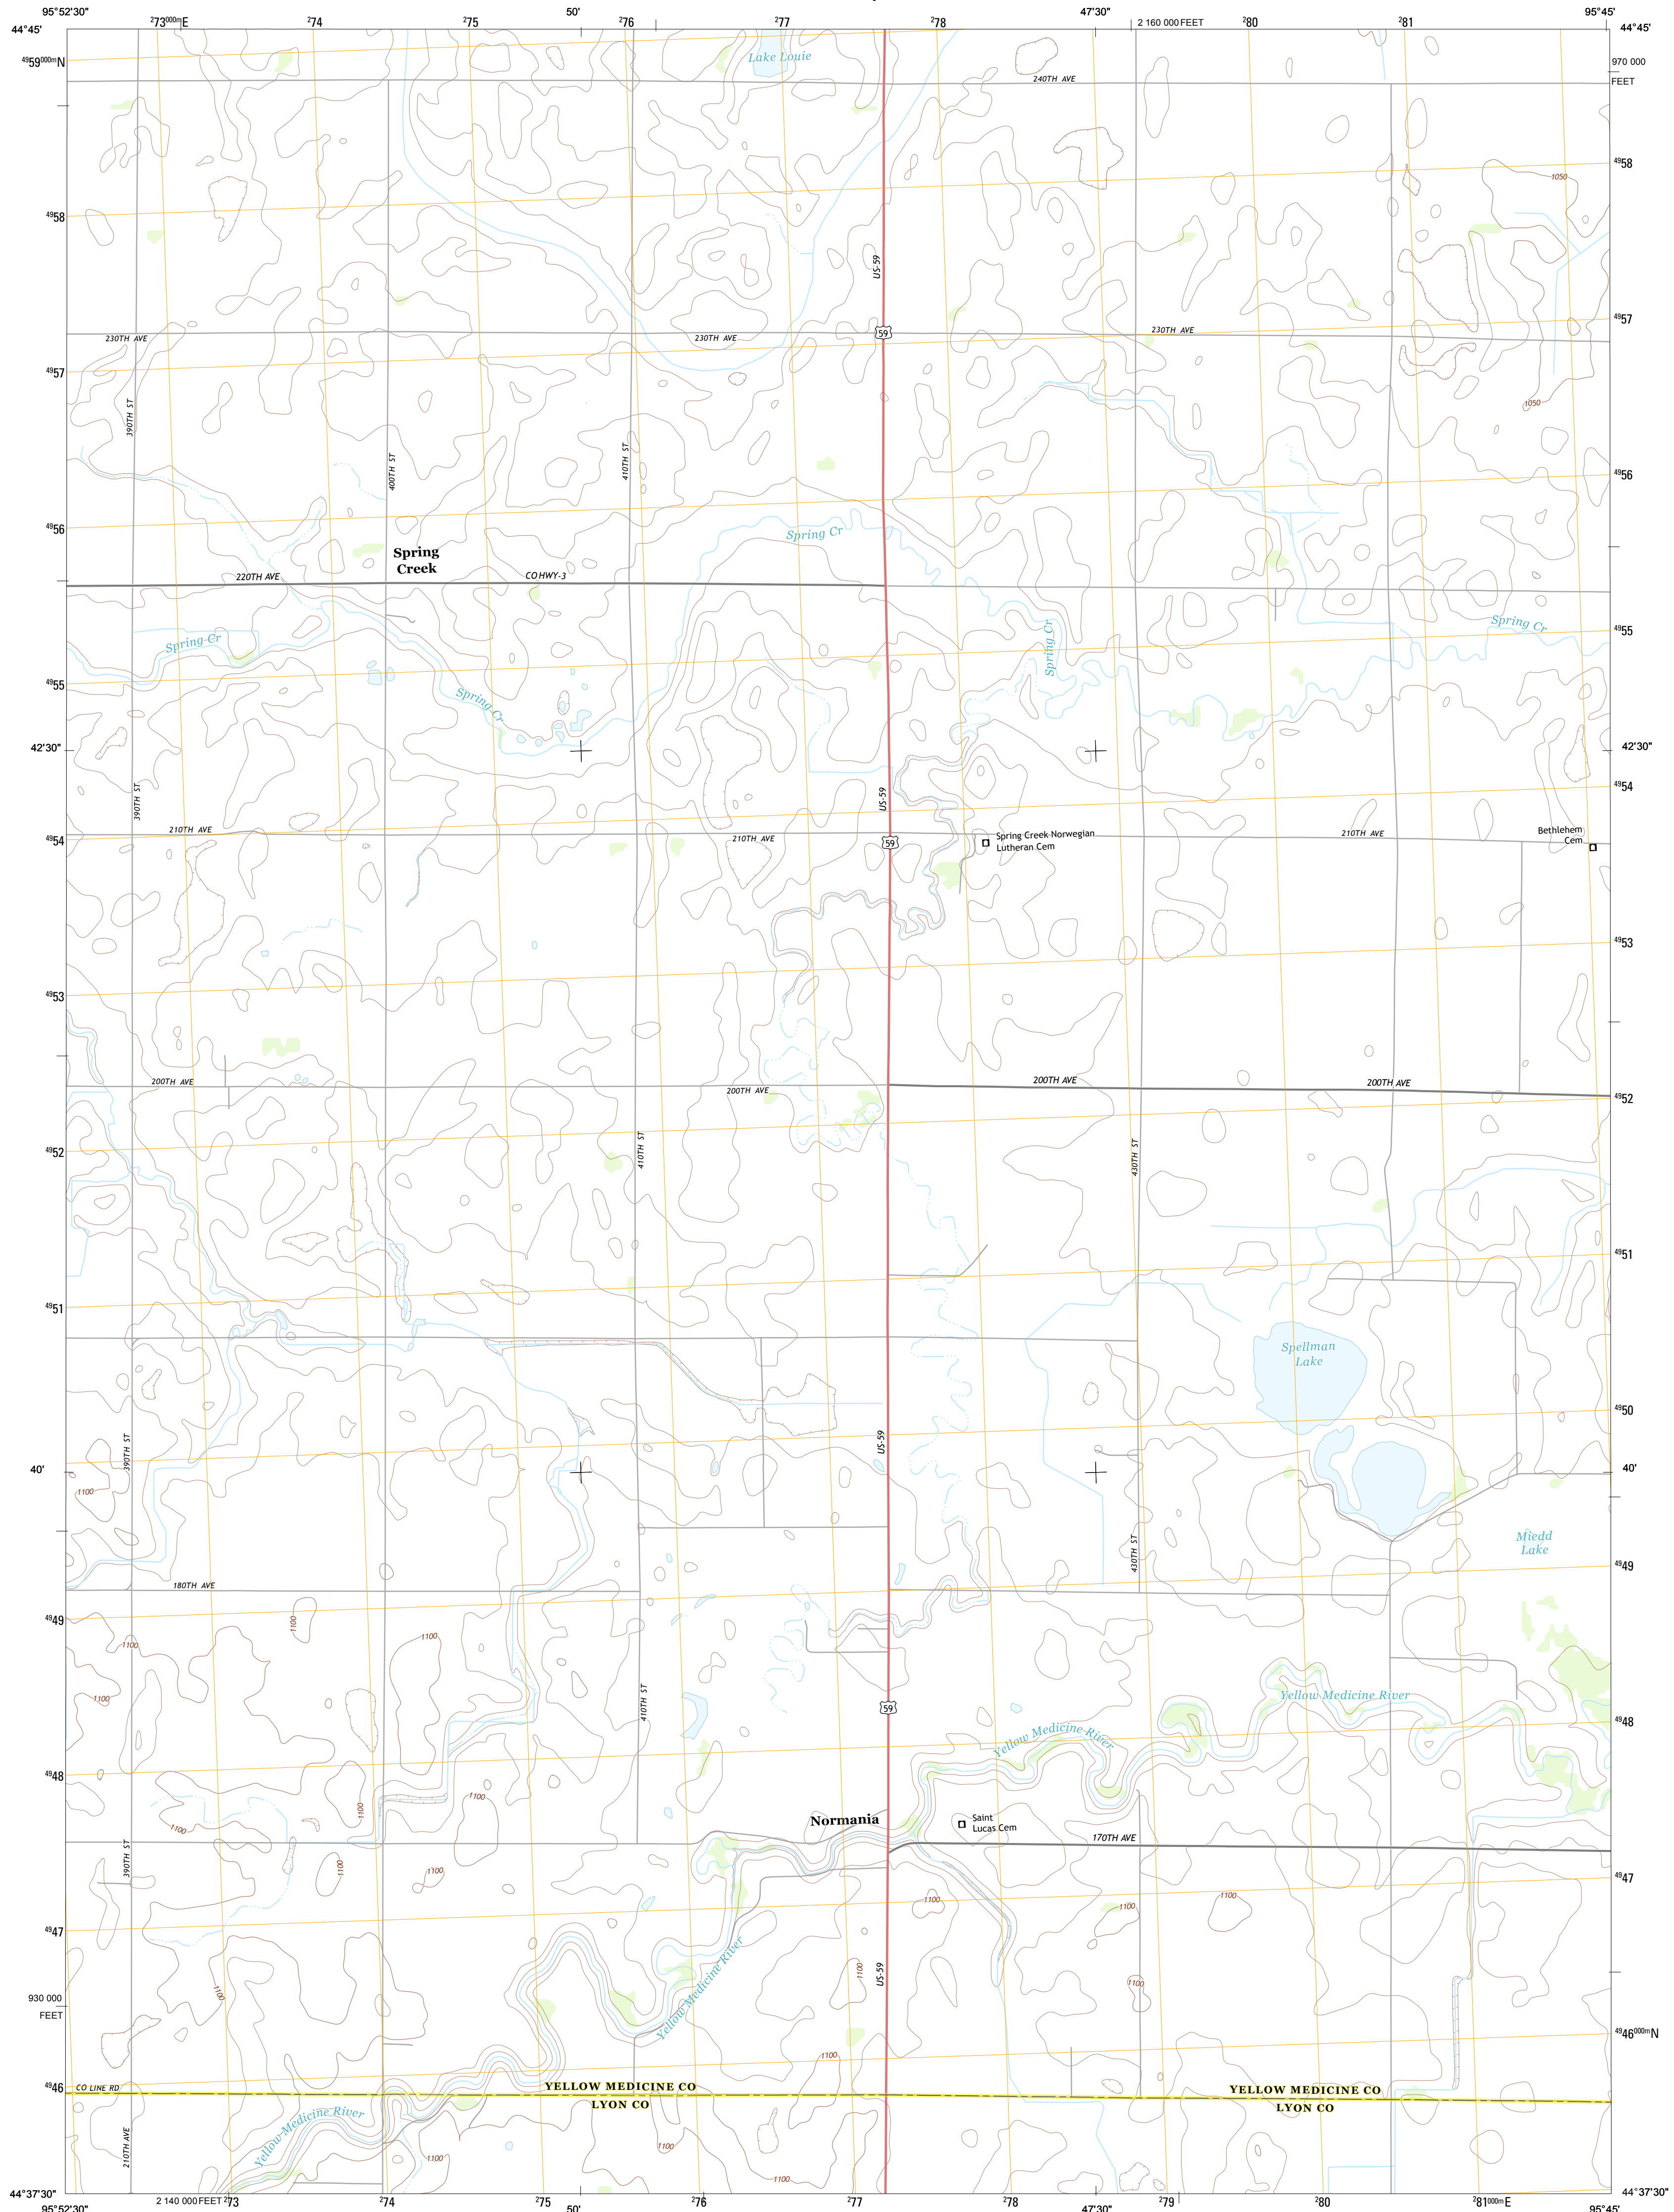 95°52'30"
²73⁰⁰⁰ᵐE
²74
²75
50'
²76
²77
²78
47'30"
2 160 000 FEET
²80
²81
95°45'
44°45'
44°45'
⁴⁹59⁰⁰⁰ᵐN
Lake Louie
970 000
FEET
240TH AVE
⁴⁹58
1050
⁴⁹58
US-59
⁴⁹57
230TH AVE
230TH AVE
59
230TH AVE
⁴⁹57
1050
390TH ST
400TH ST
410TH ST
⁴⁹56
⁴⁹56
Spring Cr
Spring
Creek
220TH AVE
CO HWY-3
Spring Cr
Spring Cr
Spring Cr
⁴⁹55
⁴⁹55
Spring Cr
42'30"
42'30"
390TH ST
US-59
⁴⁹54
210TH AVE
⁴⁹54
210TH AVE
59
Spring Creek Norwegian
Lutheran Cem
210TH AVE
Bethlehem
Cem
⁴⁹53
⁴⁹53
200TH AVE
200TH AVE
200TH AVE
200TH AVE
⁴⁹52
⁴⁹52
410TH ST
430TH ST
⁴⁹51
⁴⁹51
Spellman
Lake
⁴⁹50
390TH ST
US-59
40'
40'
1100
430TH ST
Miedd
Lake
⁴⁹49
180TH AVE
⁴⁹49
1100
1100
1100
1100
410TH ST
59
Yellow Medicine River
Yellow Medicine River
⁴⁹48
⁴⁹48
1100
1100
1100
Normania
Saint
Lucas Cem
170TH AVE
390TH ST
1100
1100
⁴⁹47
1100
1100
1100
⁴⁹47
Yellow Medicine River
1100
1100
US-59
1100
930 000
FEET
⁴⁹46⁰⁰⁰ᵐN
1100
⁴⁹46
CO LINE RD
YELLOW MEDICINE CO
LYON CO
YELLOW MEDICINE CO
LYON CO
Yellow Medicine River
210TH AVE
1100
1100
1100
44°37'30"
44°37'30"
95°52'30"
2 140 000 FEET
²73
²74
²75
50'
²76
²77
²78
47'30"
²79
²80
²81⁰⁰⁰ᵐE
95°45'